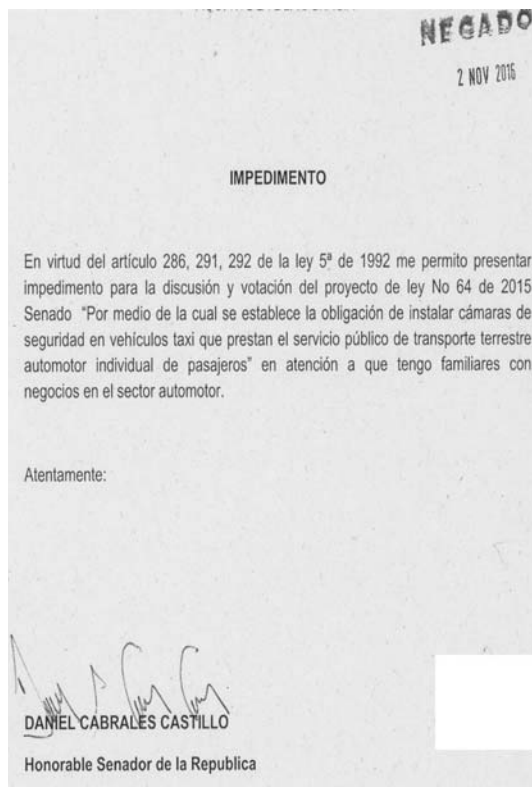 NEGADO
2 NOV 2016
IMPEDIMENTO
En virtud del artículo 286, 291, 292 de la ley 5ª de 1992 me permito presentar
impedimento para la discusión y votación del proyecto de ley No 64 de 2015
Senado "Por medio de la cual se establece la obligación de instalar cámaras de
seguridad en vehículos taxi que prestan el servicio público de transporte terrestre
automotor individual de pasajeros" en atención a que tengo familiares con
negocios en el sector automotor.
Atentamente:
DANIEL CABRALES CASTILLO
Honorable Senador de la Republica